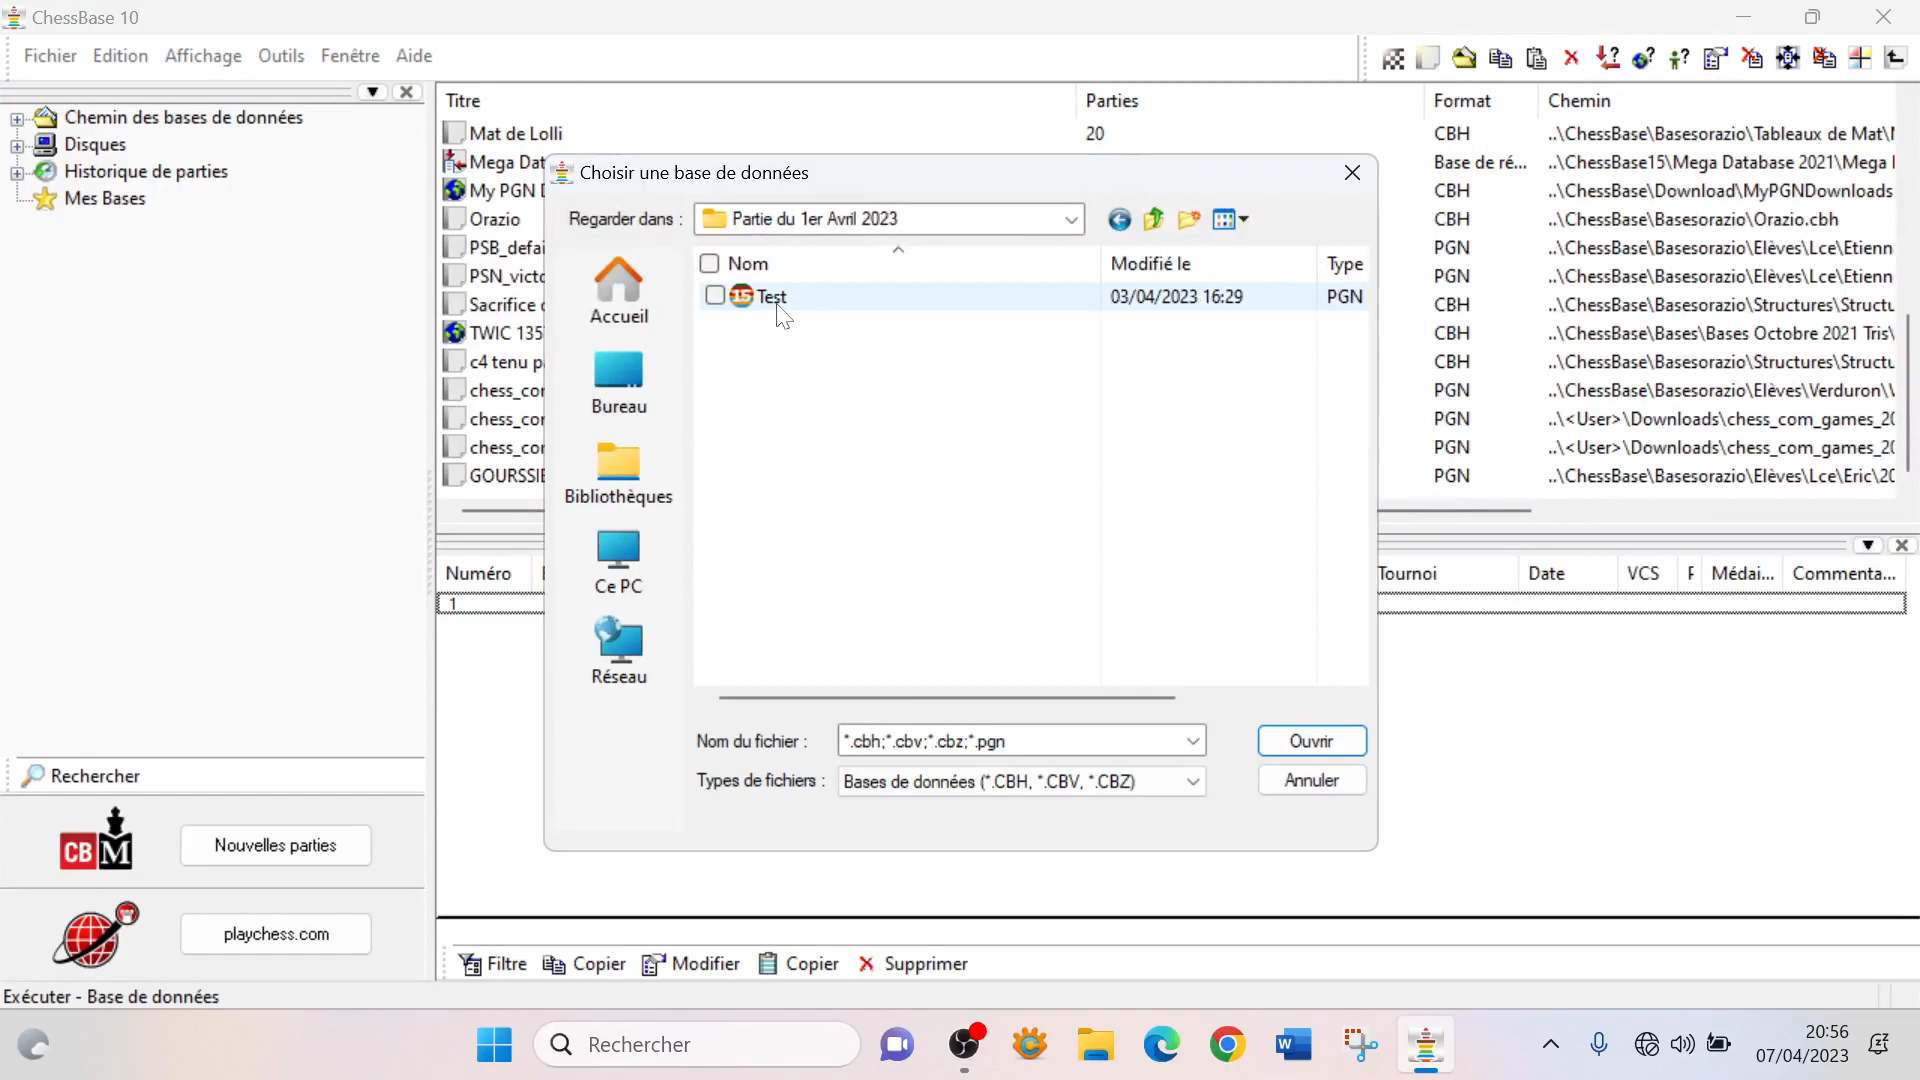 ChessBase 10
Fichier Edition Affichage Outils Fenêtre Aide
Chemin des bases de données
Disques
Historique de parties
Mes Bases
Titre Parties Format Chemin
Mat de Lolli 20 CBH ..\ChessBase\Basesorazio\Tableaux de Mat\
Mega Dat Base de ré... ..\ChessBase15\Mega Database 2021\Mega
My PGN CBH ..\ChessBase\Download\MyPGNDownloads
Orazio CBH ..\ChessBase\Basesorazio\Orazio.cbh
PSB_defai PGN ..\ChessBase\Basesorazio\Elèves\Lce\Etienn
PSN_victo PGN ..\ChessBase\Basesorazio\Elèves\Lce\Etienn
Sacrifice CBH ..\ChessBase\Basesorazio\Structures\Structu
TWIC 135 CBH ..\ChessBase\Bases\Bases Octobre 2021 Tris\
c4 tenu p CBH ..\ChessBase\Basesorazio\Structures\Structu
chess_cor PGN ..\ChessBase\Basesorazio\Elèves\Verduron\
chess_cor PGN ..\<User>\Downloads\chess_com_games_20
chess_cor PGN ..\<User>\Downloads\chess_com_games_20
GOURSSIE PGN ..\ChessBase\Basesorazio\Elèves\Lce\Eric\20
Choisir une base de données
Regarder dans : Partie du 1er Avril 2023
Nom Modifié le Type
15 Test 03/04/2023 16:29 PGN
Accueil
Bureau
Bibliothèques
Ce PC
Réseau
Nom du fichier : *.cbh;*.cbv;*.cbz;*.pgn Ouvrir
Types de fichiers : Bases de données (*.CBH, *.CBV, *.CBZ) Annuler
Numéro Tournoi Date VCS Médai... Commenta...
1
Rechercher
CBM Nouvelles parties
playchess.com
Filtre Copier Modifier Copier Supprimer
Exécuter - Base de données
Rechercher
20:56
07/04/2023